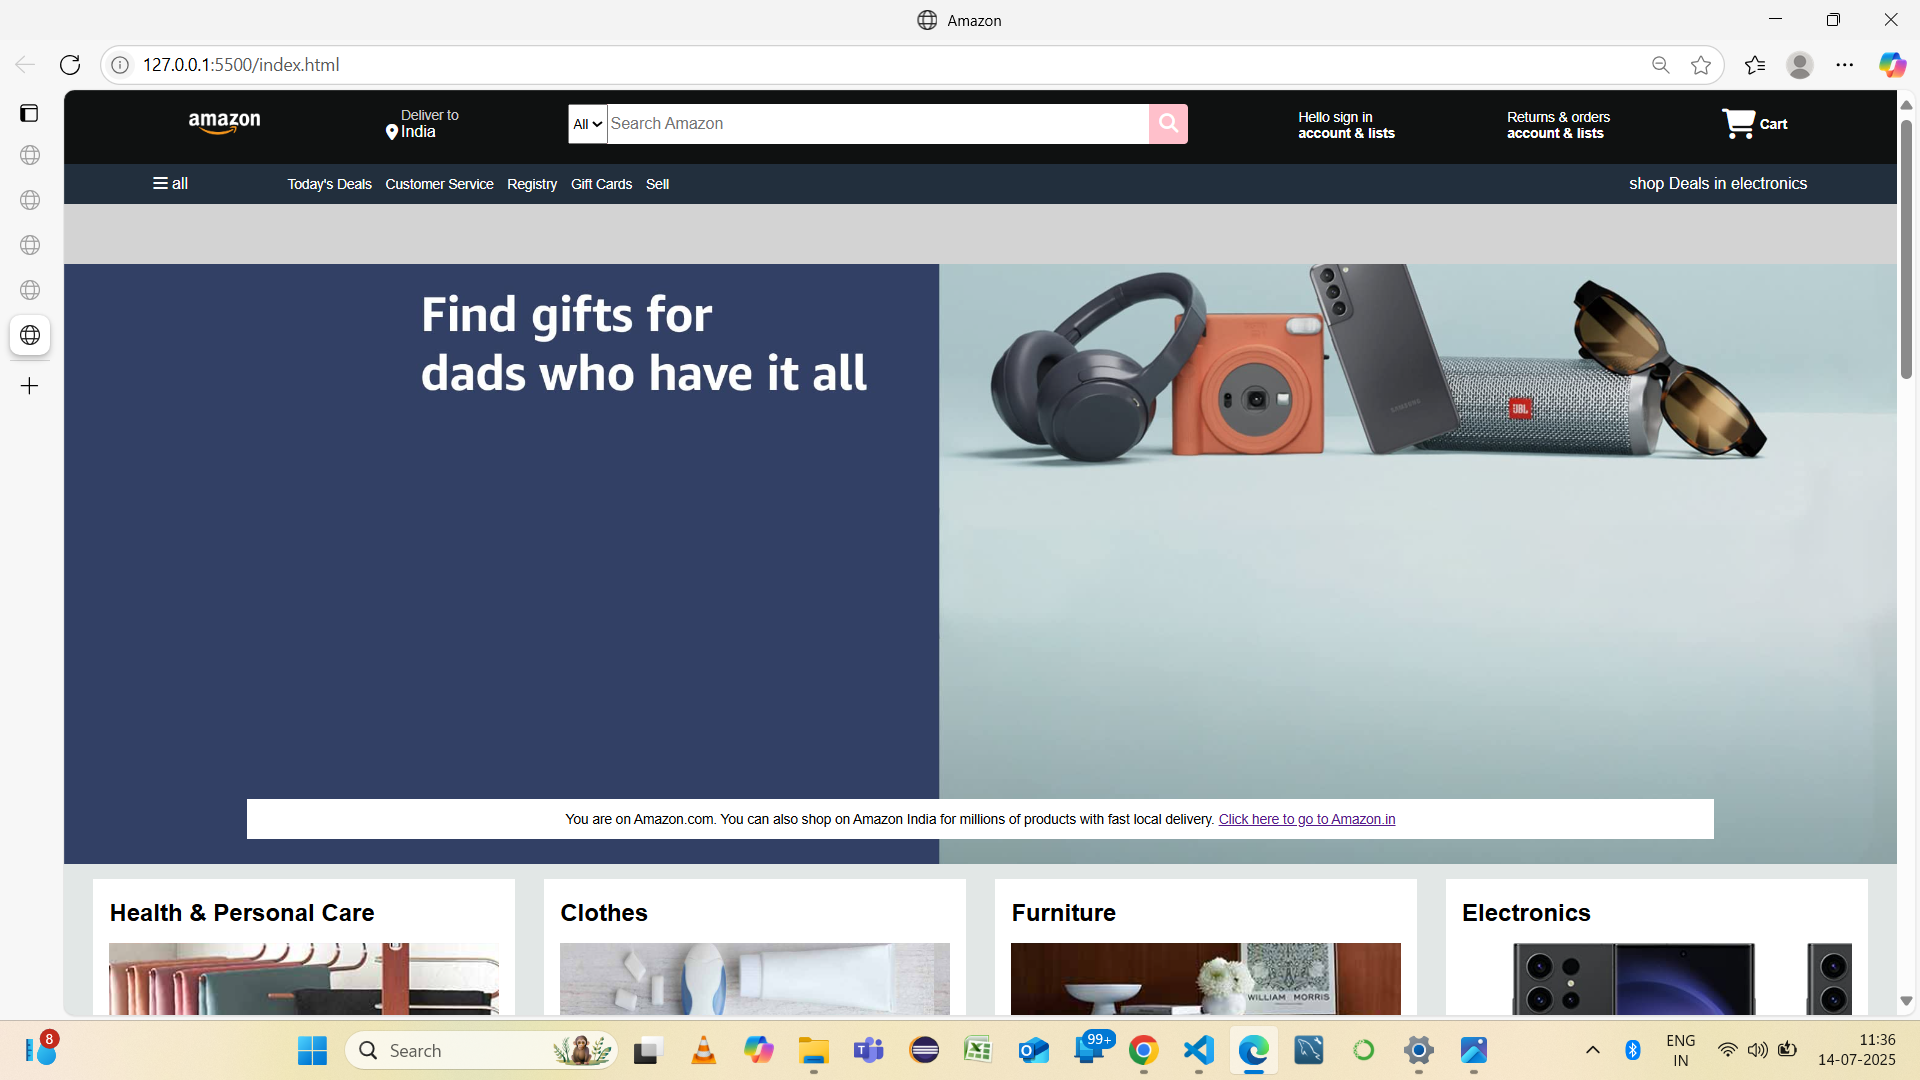 Amazon
127.0.0.1:5500/index.html
amazon
Deliver to
India
All
Search Amazon
Hello sign in
account & lists
Returns & orders
account & lists
Cart
all
Today's Deals Customer Service Registry Gift Cards Sell
shop Deals in electronics
Find gifts for
dads who have it all
SAMSUNG
JBL
You are on Amazon.com. You can also shop on Amazon India for millions of products with fast local delivery. Click here to go to Amazon.in
Health & Personal Care
Clothes
Furniture
Electronics
WILLIAM MORRIS
8
Search
99+
ENG
IN
11:36
14-07-2025